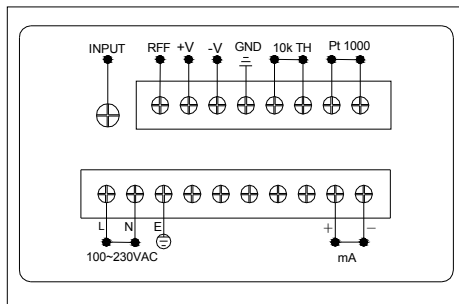 INPUT RFF +V -V GND 10k TH Pt 1000
L N E + −
100~230VAC mA